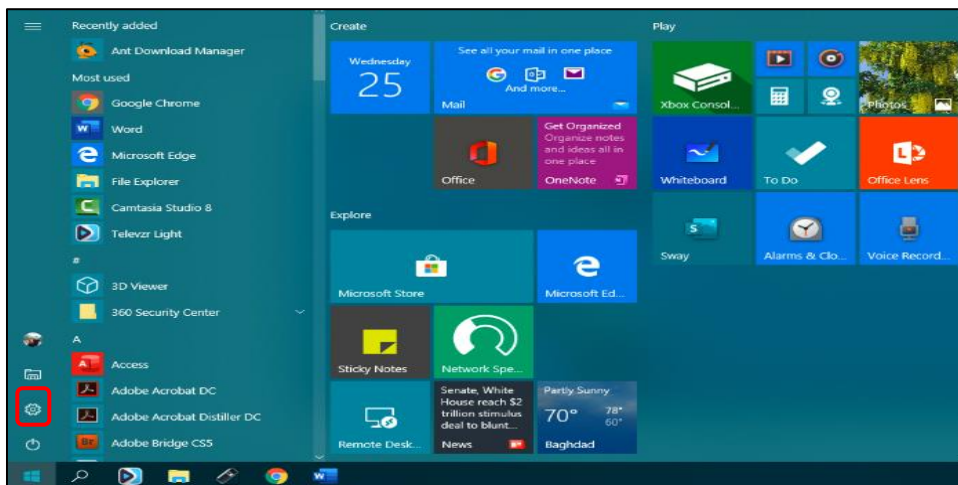 Recently added
Ant Download Manager
Most used
Google Chrome
Word
Microsoft Edge
File Explorer
Camtasia Studio 8
Televzr Light
#
3D Viewer
360 Security Center
A
Access
Adobe Acrobat DC
Adobe Acrobat Distiller DC
Adobe Bridge CS5
Create
Wednesday
25
See all your mail in one place
And more...
Mail
Office
Get Organized
Organize notes
and ideas all in
one place
OneNote
Explore
Microsoft Store
Microsoft Ed...
Sticky Notes
Network Spe...
Remote Desk...
Senate, White
House reach $2
trillion stimulus
deal to blunt...
News
Partly Sunny
70° 78°
60°
Baghdad
Play
Xbox Consol...
Photos
Whiteboard
To Do
Office Lens
Sway
Alarms & Clo...
Voice Record...